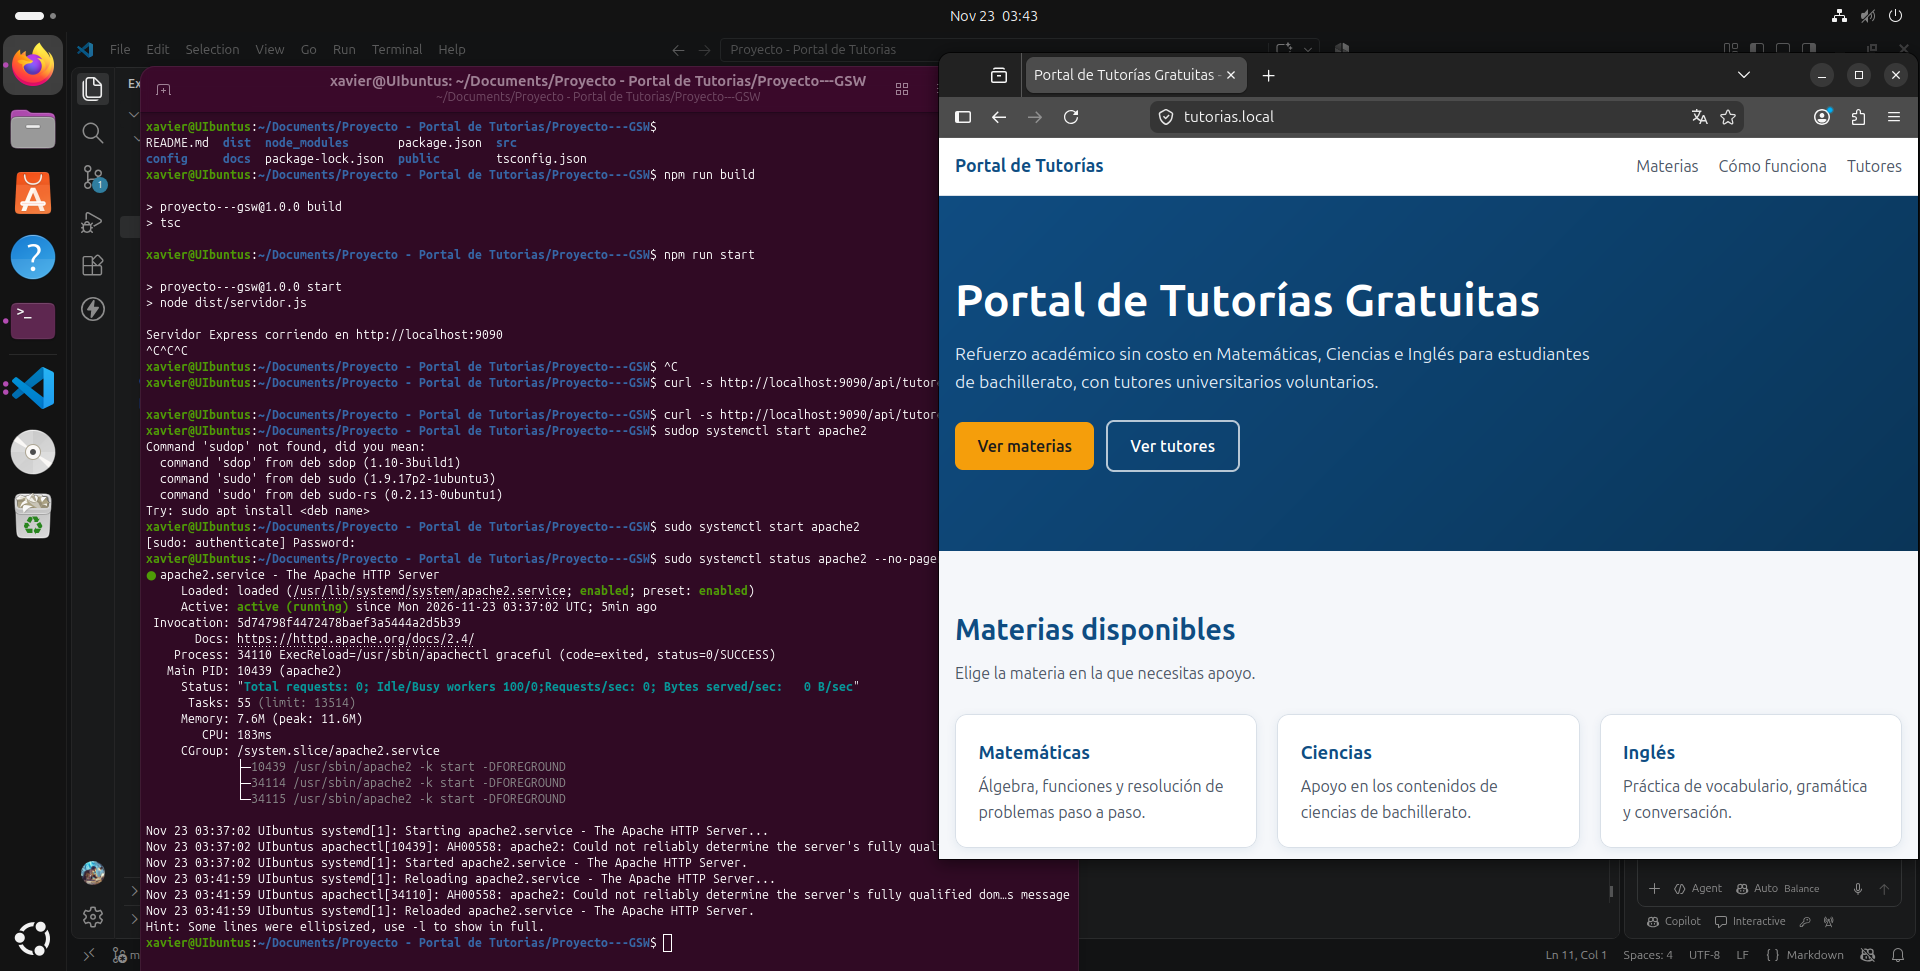 Nov 23 03:43
File Edit Selection View Go Run Terminal Help
Proyecto - Portal de Tutorias
xavier@UIbuntus: ~/Documents/Proyecto - Portal de Tutorias/Proyecto---GSW
~/Documents/Proyecto - Portal de Tutorias/Proyecto---GSW
xavier@UIbuntus:~/Documents/Proyecto - Portal de Tutorias/Proyecto---GSW$
README.md dist node_modules package.json src
config docs package-lock.json public tsconfig.json
xavier@UIbuntus:~/Documents/Proyecto - Portal de Tutorias/Proyecto---GSW$ npm run build
> proyecto---gsw@1.0.0 build
> tsc
xavier@UIbuntus:~/Documents/Proyecto - Portal de Tutorias/Proyecto---GSW$ npm run start
> proyecto---gsw@1.0.0 start
> node dist/servidor.js
Servidor Express corriendo en http://localhost:9090
^C^C^C
xavier@UIbuntus:~/Documents/Proyecto - Portal de Tutorias/Proyecto---GSW$ ^C
xavier@UIbuntus:~/Documents/Proyecto - Portal de Tutorias/Proyecto---GSW$ curl -s http://localhost:9090/api/tutor
xavier@UIbuntus:~/Documents/Proyecto - Portal de Tutorias/Proyecto---GSW$ curl -s http://localhost:9090/api/tutor
xavier@UIbuntus:~/Documents/Proyecto - Portal de Tutorias/Proyecto---GSW$ sudop systemctl start apache2
Command 'sudop' not found, did you mean:
command 'sdop' from deb sdop (1.10-3build1)
command 'sudo' from deb sudo (1.9.17p2-1ubuntu3)
command 'sudo' from deb sudo-rs (0.2.13-0ubuntu1)
Try: sudo apt install <deb name>
xavier@UIbuntus:~/Documents/Proyecto - Portal de Tutorias/Proyecto---GSW$ sudo systemctl start apache2
[sudo: authenticate] Password:
xavier@UIbuntus:~/Documents/Proyecto - Portal de Tutorias/Proyecto---GSW$ sudo systemctl status apache2 --no-page
● apache2.service - The Apache HTTP Server
Loaded: loaded (/usr/lib/systemd/system/apache2.service; enabled; preset: enabled)
Active: active (running) since Mon 2026-11-23 03:37:02 UTC; 5min ago
Invocation: 5d74798f4472478baef3a5444a2d5b39
Docs: https://httpd.apache.org/docs/2.4/
Process: 34110 ExecReload=/usr/sbin/apachectl graceful (code=exited, status=0/SUCCESS)
Main PID: 10439 (apache2)
Status: "Total requests: 0; Idle/Busy workers 100/0;Requests/sec: 0; Bytes served/sec: 0 B/sec"
Tasks: 55 (limit: 13514)
Memory: 7.6M (peak: 11.6M)
CPU: 183ms
CGroup: /system.slice/apache2.service
├─10439 /usr/sbin/apache2 -k start -DFOREGROUND
├─34114 /usr/sbin/apache2 -k start -DFOREGROUND
└─34115 /usr/sbin/apache2 -k start -DFOREGROUND
Nov 23 03:37:02 UIbuntus systemd[1]: Starting apache2.service - The Apache HTTP Server...
Nov 23 03:37:02 UIbuntus apachectl[10439]: AH00558: apache2: Could not reliably determine the server's fully qual
Nov 23 03:37:02 UIbuntus systemd[1]: Started apache2.service - The Apache HTTP Server.
Nov 23 03:41:59 UIbuntus systemd[1]: Reloading apache2.service - The Apache HTTP Server...
Nov 23 03:41:59 UIbuntus apachectl[34110]: AH00558: apache2: Could not reliably determine the server's fully qualified dom…s message
Nov 23 03:41:59 UIbuntus systemd[1]: Reloaded apache2.service - The Apache HTTP Server.
Hint: Some lines were ellipsized, use -l to show in full.
xavier@UIbuntus:~/Documents/Proyecto - Portal de Tutorias/Proyecto---GSW$
Portal de Tutorías Gratuitas -
tutorias.local
Portal de Tutorías
Materias Cómo funciona Tutores
Portal de Tutorías Gratuitas
Refuerzo académico sin costo en Matemáticas, Ciencias e Inglés para estudiantes
de bachillerato, con tutores universitarios voluntarios.
Ver materias
Ver tutores
Materias disponibles
Elige la materia en la que necesitas apoyo.
Matemáticas
Álgebra, funciones y resolución de
problemas paso a paso.
Ciencias
Apoyo en los contenidos de
ciencias de bachillerato.
Inglés
Práctica de vocabulario, gramática
y conversación.
Agent Auto Balance
Copilot Interactive
Ln 11, Col 1 Spaces: 4 UTF-8 LF { } Markdown